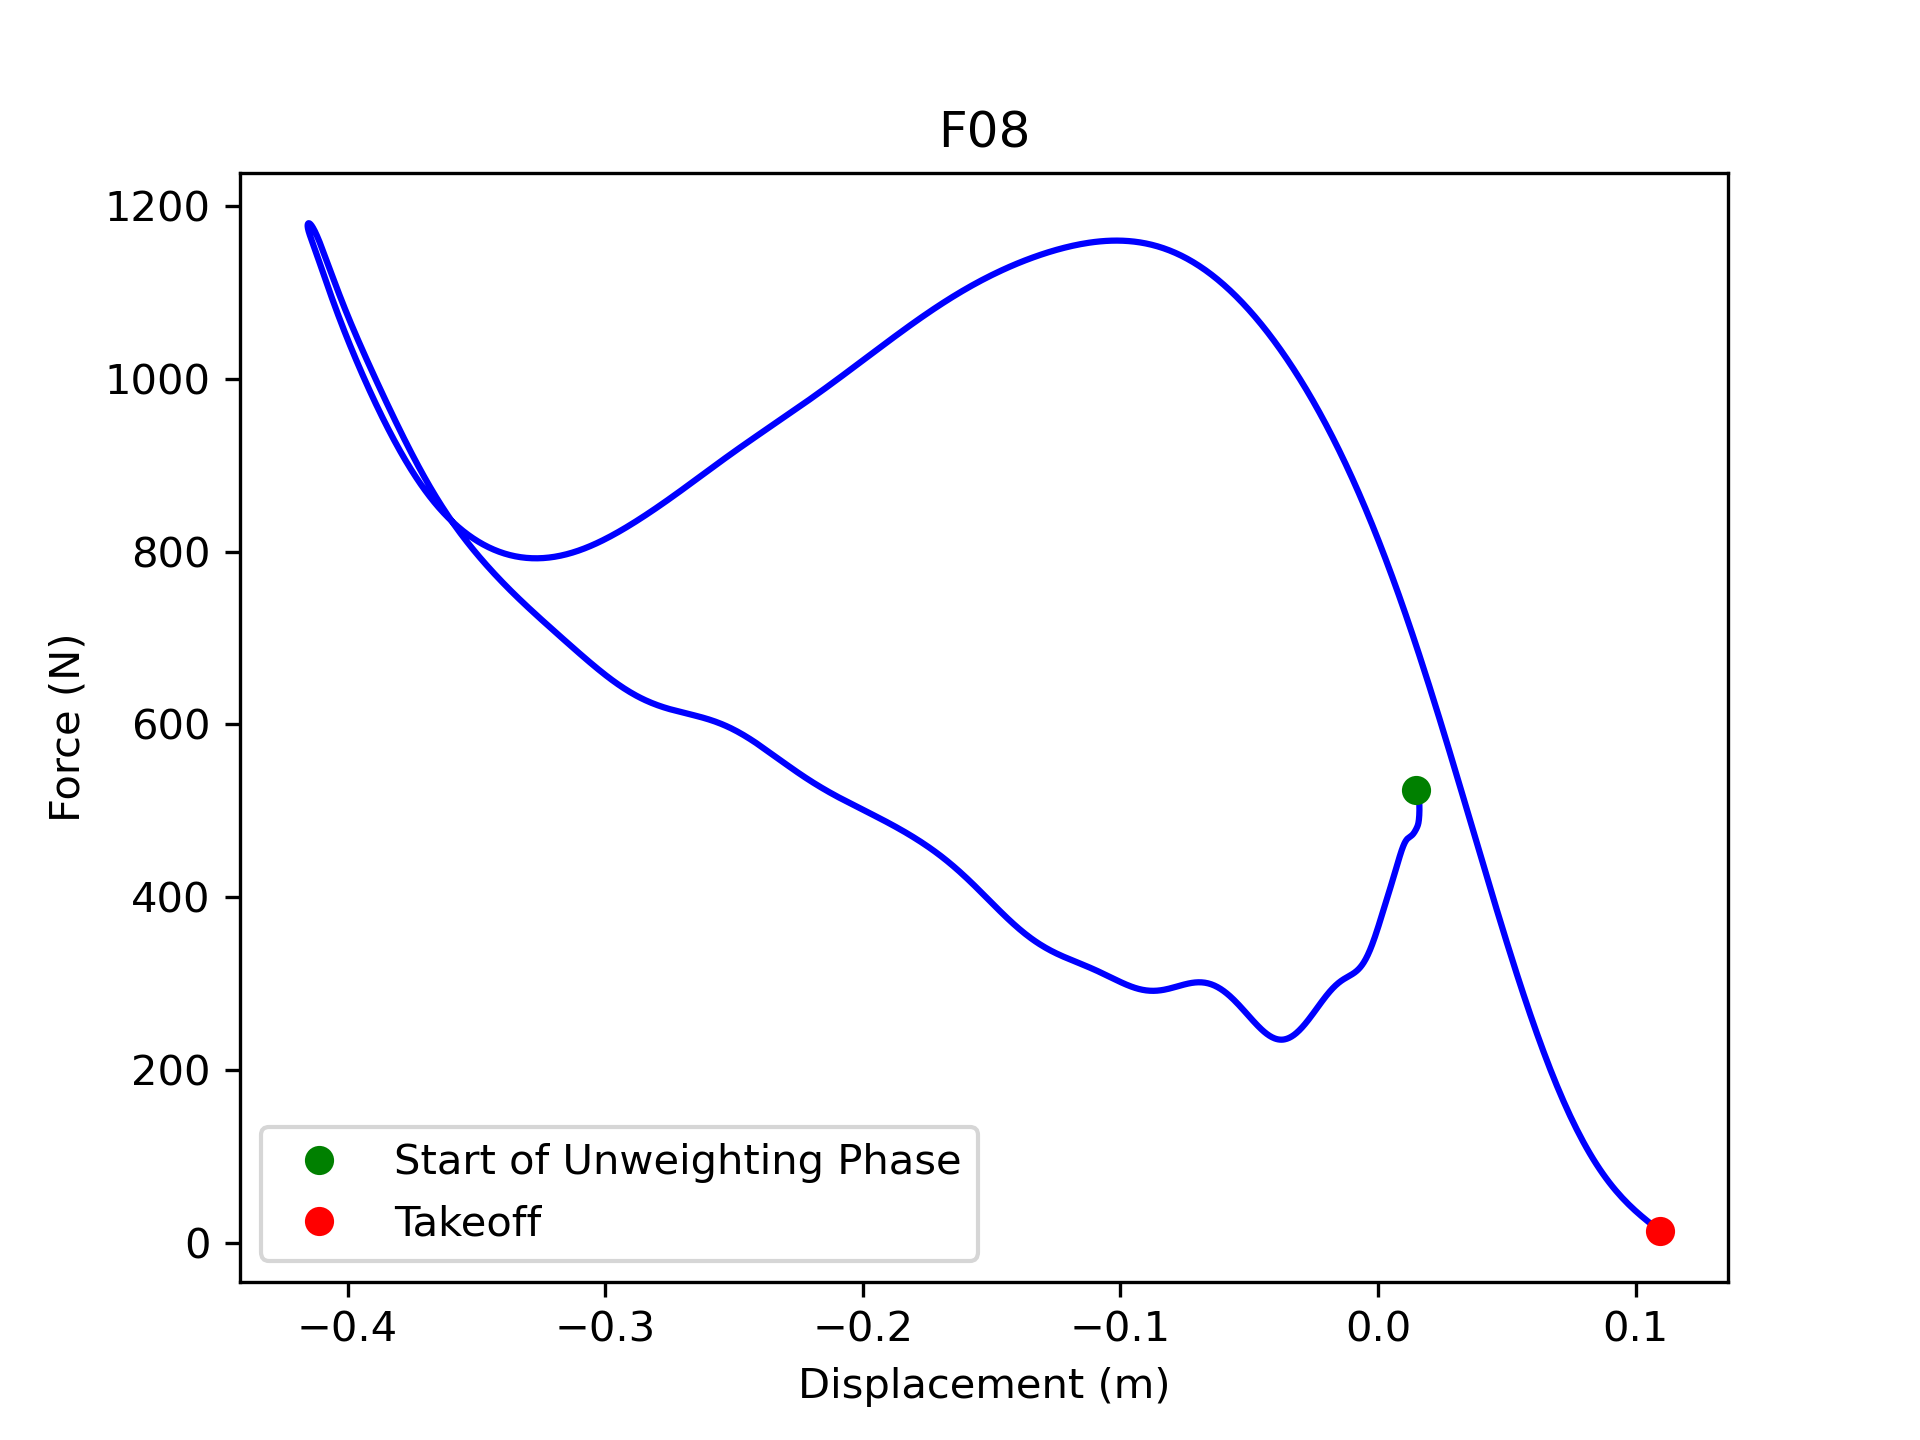 F08
1200
1000
800
600
400
200
0
Force (N)
Start of Unweighting Phase
Takeoff
−0.4 −0.3 −0.2 −0.1 0.0 0.1
Displacement (m)